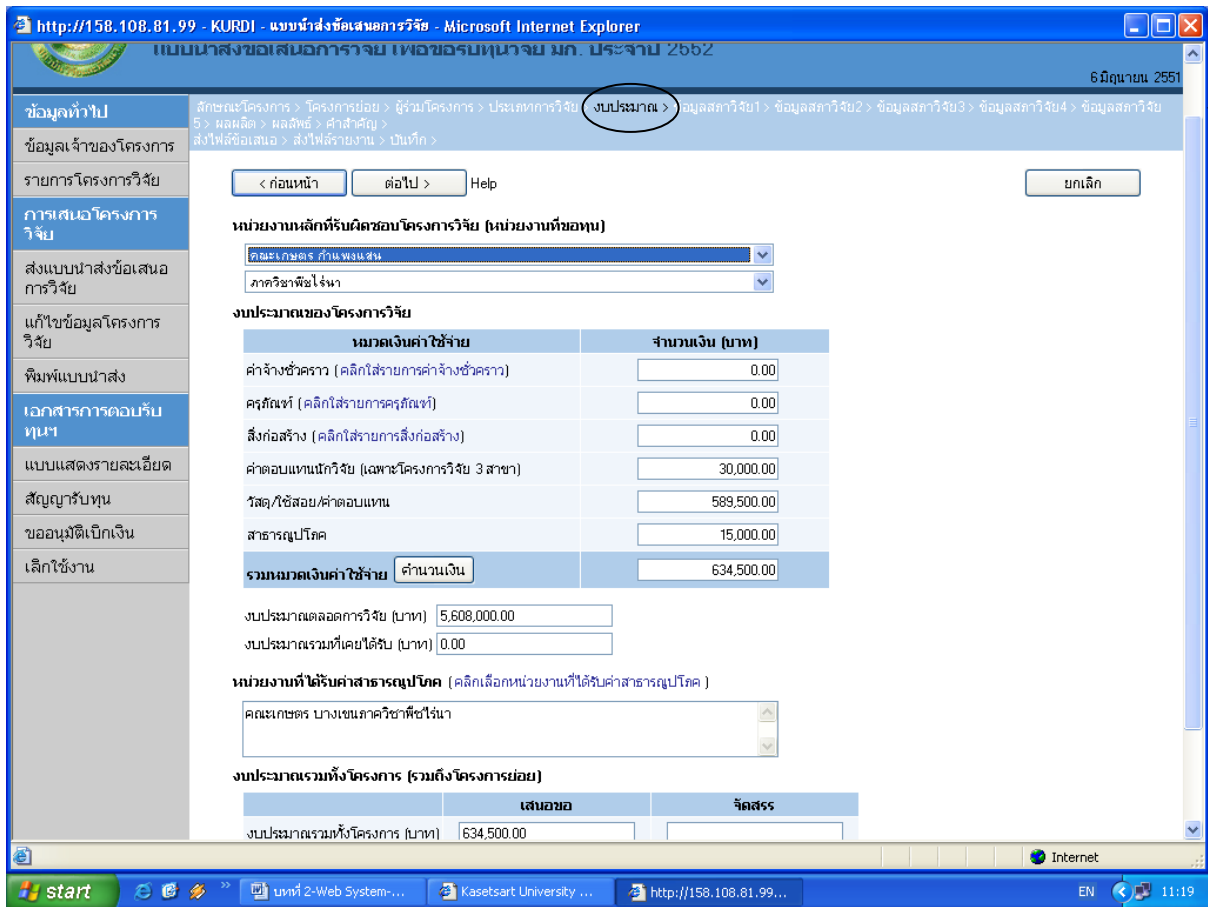 http://158.108.81.99 - KURDI - แบบนำส่งข้อเสนอการวิจัย - Microsoft Internet Explorer
แบบนำส่งข้อเสนอการวิจัย เพื่อขอรับทุนวิจัย มก. ประจำปี 2552
6 มิถุนายน 2551
ลักษณะโครงการ > โครงการย่อย > ผู้ร่วมโครงการ > ประเภทการวิจัย งบประมาณ > อมูลสภาวิจัย1 > ข้อมูลสภาวิจัย2 > ข้อมูลสภาวิจัย3 > ข้อมูลสภาวิจัย4 > ข้อมูลสภาวิจัย
5 > ผลผลิต > ผลลัพธ์ > คำสำคัญ >
ส่งไฟล์ข้อเสนอ > ส่งไฟล์รายงาน > บันทึก >
ข้อมูลทั่วไป
ข้อมูลเจ้าของโครงการ
รายการโครงการวิจัย
การเสนอโครงการ
วิจัย
ส่งแบบนำส่งข้อเสนอ
การวิจัย
แก้ไขข้อมูลโครงการ
วิจัย
พิมพ์แบบนำส่ง
เอกสารการตอบรับ
ทุนฯ
แบบแสดงรายละเอียด
สัญญารับทุน
ขออนุมัติเบิกเงิน
เลิกใช้งาน
< ก่อนหน้า ต่อไป > Help ยกเลิก
หน่วยงานหลักที่รับผิดชอบโครงการวิจัย (หน่วยงานที่ขอทุน)
คณะเกษตร กำแพงแสน
ภาควิชาพืชไร่นา
งบประมาณของโครงการวิจัย
หมวดเงินค่าใช้จ่าย จำนวนเงิน (บาท)
ค่าจ้างชั่วคราว (คลิกใส่รายการค่าจ้างชั่วคราว) 0.00
ครุภัณฑ์ (คลิกใส่รายการครุภัณฑ์) 0.00
สิ่งก่อสร้าง (คลิกใส่รายการสิ่งก่อสร้าง) 0.00
ค่าตอบแทนนักวิจัย (เฉพาะโครงการวิจัย 3 สาขา) 30,000.00
วัสดุ/ใช้สอย/ค่าตอบแทน 589,500.00
สาธารณูปโภค 15,000.00
รวมหมวดเงินค่าใช้จ่าย คำนวนเงิน 634,500.00
งบประมาณตลอดการวิจัย (บาท) 5,608,000.00
งบประมาณรวมที่เคยได้รับ (บาท) 0.00
หน่วยงานที่ได้รับค่าสาธารณูปโภค (คลิกเลือกหน่วยงานที่ได้รับค่าสาธารณูปโภค )
คณะเกษตร บางเขนภาควิชาพืชไร่นา
งบประมาณรวมทั้งโครงการ (รวมถึงโครงการย่อย)
เสนอขอ จัดสรร
งบประมาณรวมทั้งโครงการ (บาท) 634,500.00
Internet
start บทที่ 2-Web System-... Kasetsart University ... http://158.108.81.99... EN 11:19